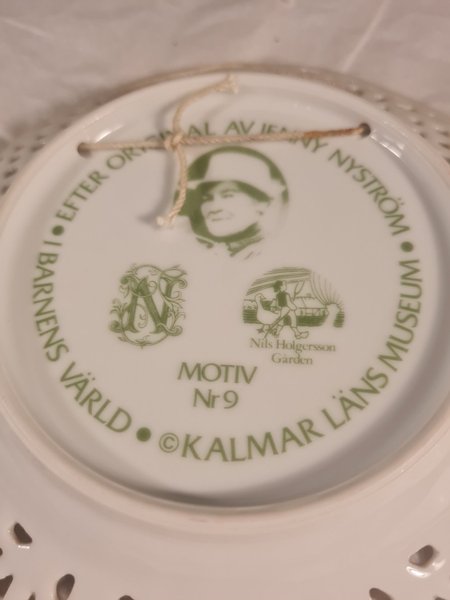 I BARNENS VÄRLD • EFTER ORIGINAL AV JENNY NYSTRÖM •
© KALMAR LÄNS MUSEUM •
N
Nils Holgersson
Gården
MOTIV
Nr 9